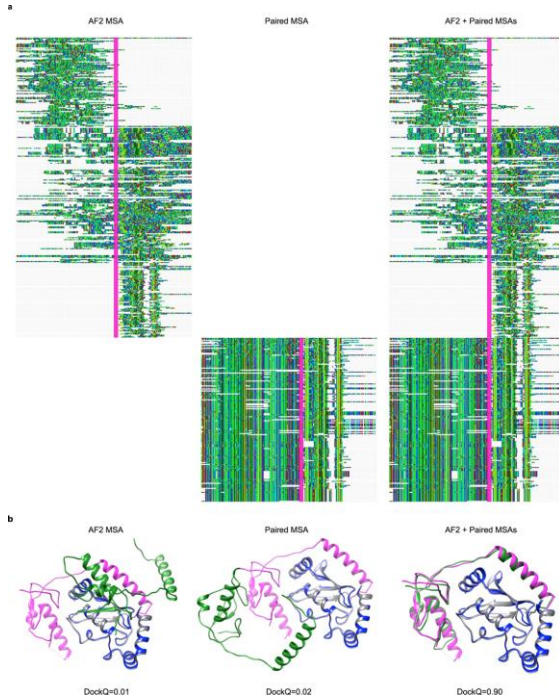 a
AF2 MSA Paired MSA AF2 + Paired MSAs
b
AF2 MSA Paired MSA AF2 + Paired MSAs
DockQ=0.01 DockQ=0.02 DockQ=0.90